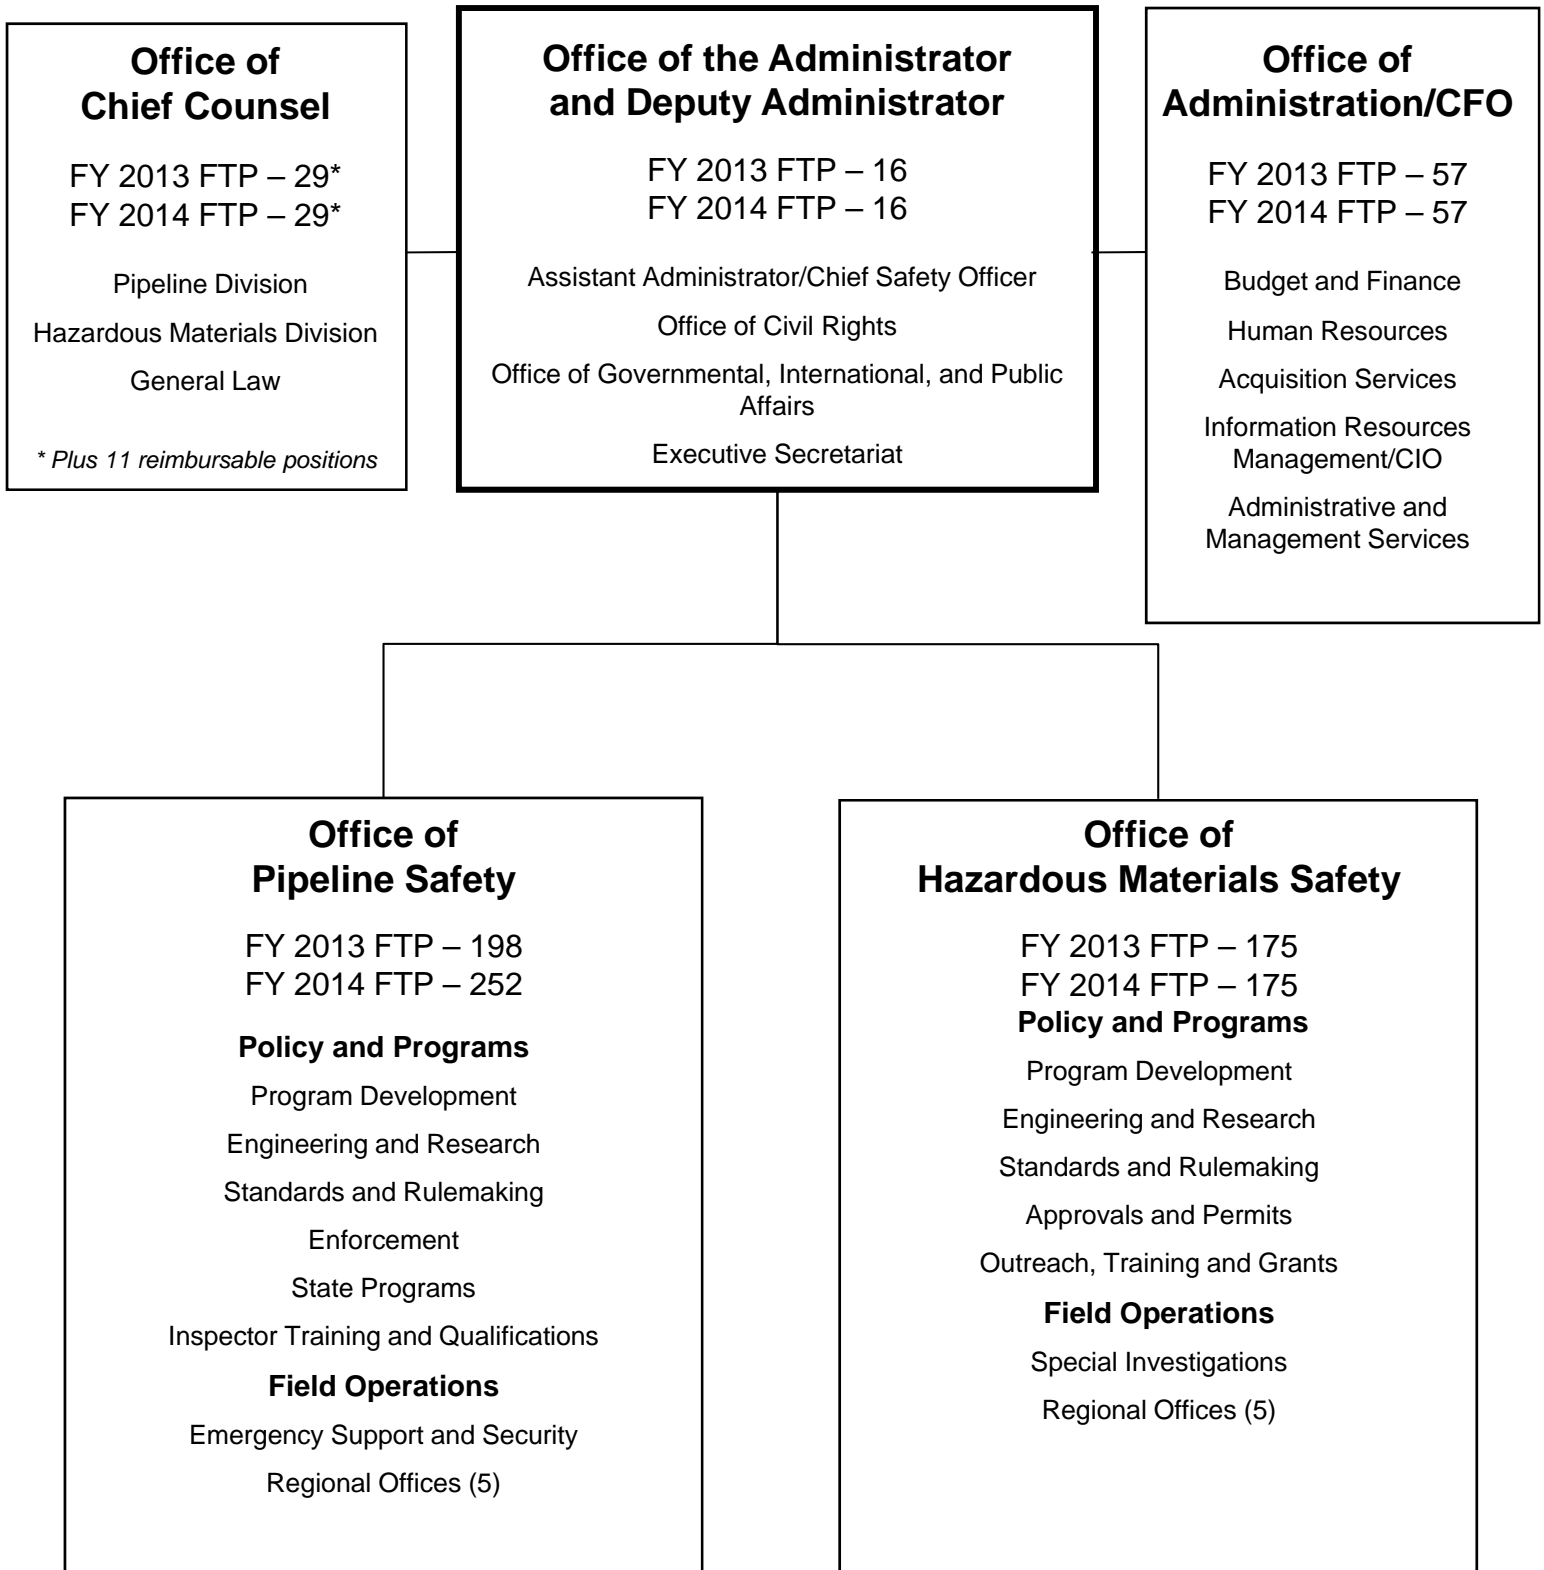 Office of
Chief Counsel
FY 2013 FTP – 29*
FY 2014 FTP – 29*
Pipeline Division
Hazardous Materials Division
General Law
* Plus 11 reimbursable positions
Office of the Administrator
and Deputy Administrator
FY 2013 FTP – 16
FY 2014 FTP – 16
Assistant Administrator/Chief Safety Officer
Office of Civil Rights
Office of Governmental, International, and Public
Affairs
Executive Secretariat
Office of
Administration/CFO
FY 2013 FTP – 57
FY 2014 FTP – 57
Budget and Finance
Human Resources
Acquisition Services
Information Resources
Management/CIO
Administrative and
Management Services
Office of
Pipeline Safety
FY 2013 FTP – 198
FY 2014 FTP – 252
Policy and Programs
Program Development
Engineering and Research
Standards and Rulemaking
Enforcement
State Programs
Inspector Training and Qualifications
Field Operations
Emergency Support and Security
Regional Offices (5)
Office of
Hazardous Materials Safety
FY 2013 FTP – 175
FY 2014 FTP – 175
Policy and Programs
Program Development
Engineering and Research
Standards and Rulemaking
Approvals and Permits
Outreach, Training and Grants
Field Operations
Special Investigations
Regional Offices (5)